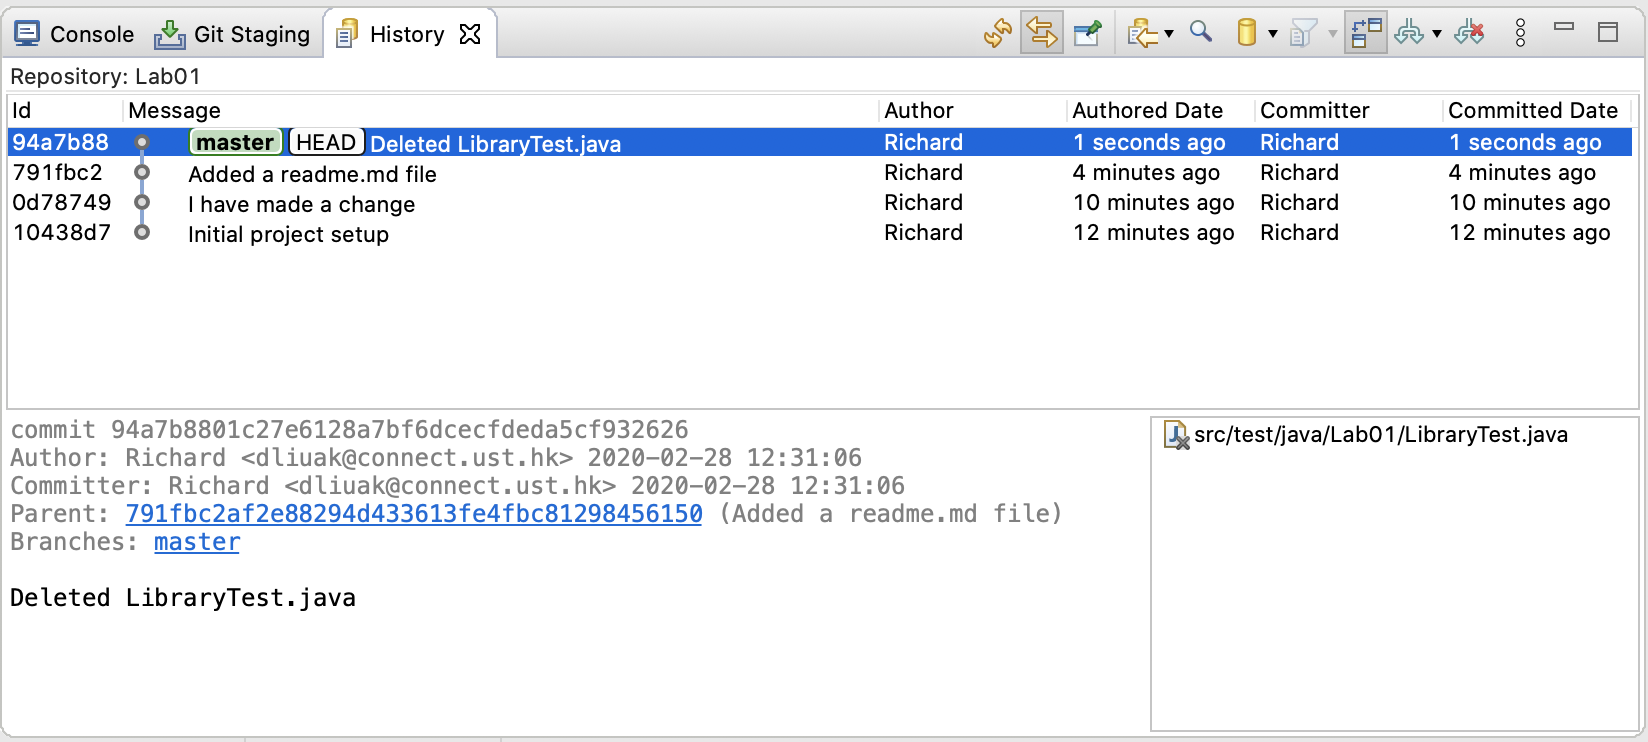 Console Git Staging History
Repository: Lab01
Id Message Author Authored Date Committer Committed Date
94a7b88 master HEAD Deleted LibraryTest.java Richard 1 seconds ago Richard 1 seconds ago
791fbc2 Added a readme.md file Richard 4 minutes ago Richard 4 minutes ago
0d78749 I have made a change Richard 10 minutes ago Richard 10 minutes ago
10438d7 Initial project setup Richard 12 minutes ago Richard 12 minutes ago
commit 94a7b8801c27e6128a7bf6dcecfdeda5cf932626
Author: Richard <dliuak@connect.ust.hk> 2020-02-28 12:31:06
Committer: Richard <dliuak@connect.ust.hk> 2020-02-28 12:31:06
Parent: 791fbc2af2e88294d433613fe4fbc81298456150 (Added a readme.md file)
Branches: master
Deleted LibraryTest.java
src/test/java/Lab01/LibraryTest.java